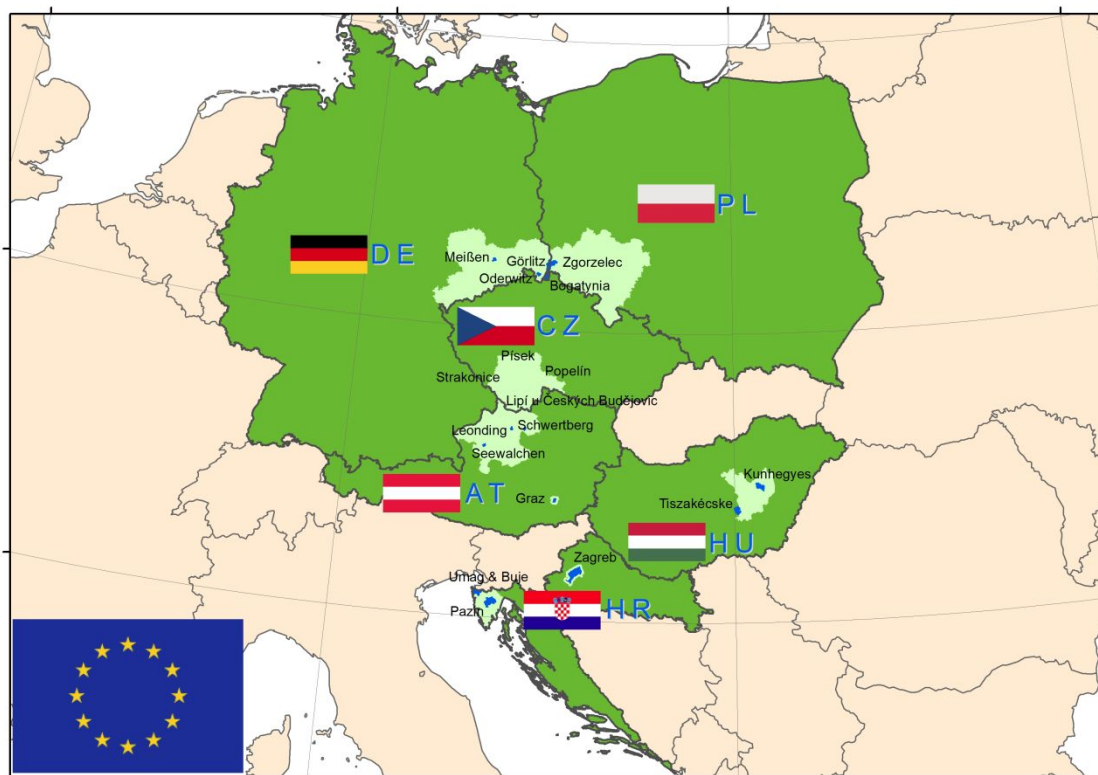 PL
DE
Meißen
Görlitz
Zgorzelec
Oderwitz
Bogatynia
CZ
Písek
Strakonice
Popelín
Lipí u Českých Budějovic
Leonding
Schwertberg
Seewalchen
AT
Graz
Kunhegyes
Tiszakécske
HU
Zagreb
Umag & Buje
Pazin
HR